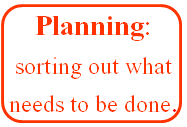 Planning:
sorting out what
needs to be done.